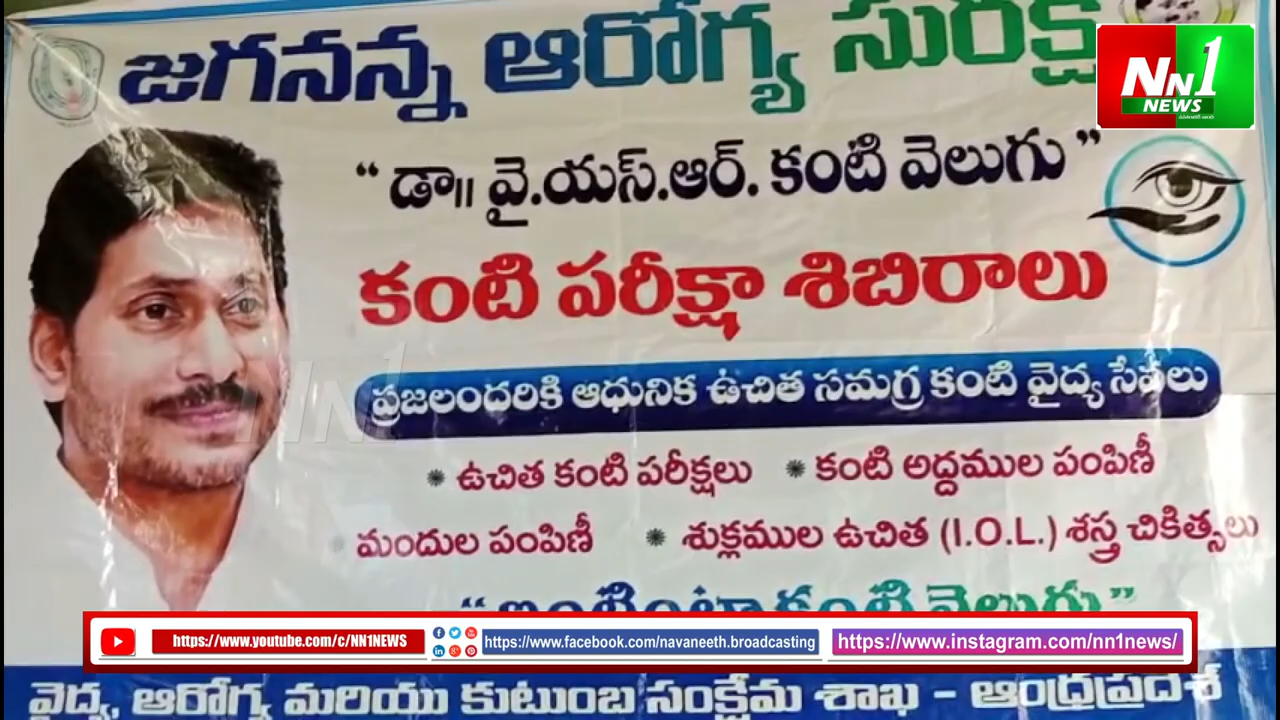 జగనన్న ఆరోగ్య సురక్ష
NN1
NEWS
“ డా॥ వై.యస్.ఆర్. కంటి వెలుగు ”
కంటి పరీక్షా శిబిరాలు
ప్రజలందరికి ఆధునిక ఉచిత సమగ్ర కంటి వైద్య సేవలు
NN1
* ఉచిత కంటి పరీక్షలు * కంటి అద్దముల పంపిణీ
* మందుల పంపిణీ * శుక్లముల ఉచిత (I.O.L.) శస్త్ర చికిత్సలు
“ఇంటింటా కంటి వెలుగు”
https://www.youtube.com/c/NN1NEWS
https://www.facebook.com/navaneeth.broadcasting
https://www.instagram.com/nn1news/
వైద్య, ఆరోగ్య మరియు కుటుంబ సంక్షేమ శాఖ - ఆంధ్రప్రదేశ్